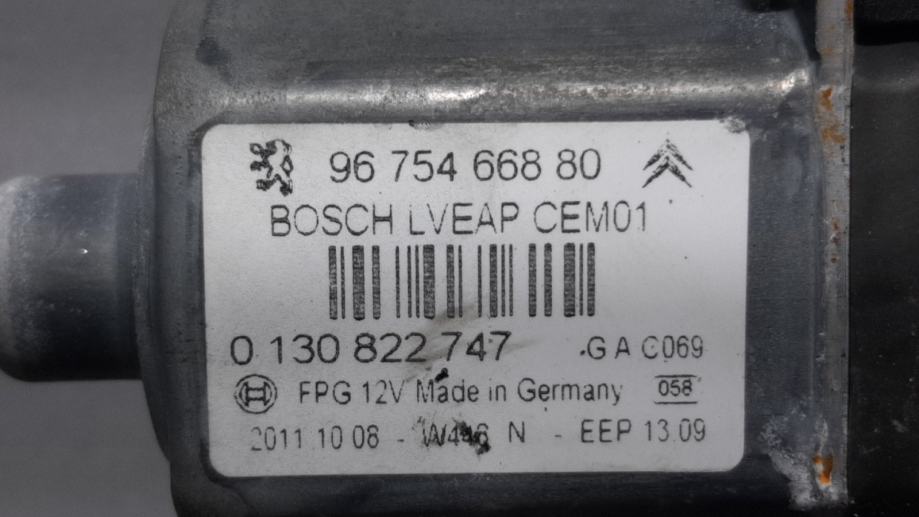 96 754 668 80
BOSCH LVEAP CEM01
0 130 822 747 G A C069
FPG 12V Made in Germany 058
2011 10 08 - N - EEP 13.09